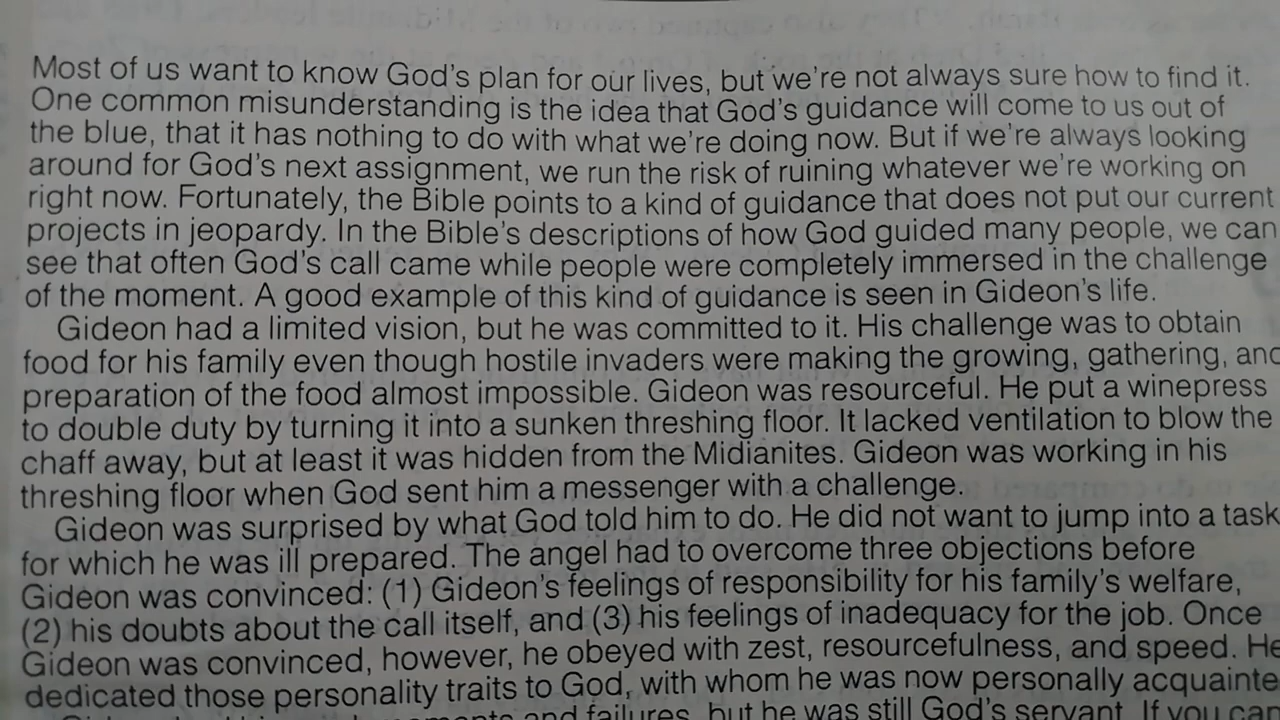 Most of us want to know God's plan for our lives, but we're not always sure how to find it.
One common misunderstanding is the idea that God's guidance will come to us out of
the blue, that it has nothing to do with what we're doing now. But if we're always looking
around for God's next assignment, we run the risk of ruining whatever we're working on
right now. Fortunately, the Bible points to a kind of guidance that does not put our current
projects in jeopardy. In the Bible's descriptions of how God guided many people, we can
see that often God's call came while people were completely immersed in the challenge
of the moment. A good example of this kind of guidance is seen in Gideon's life.
Gideon had a limited vision, but he was committed to it. His challenge was to obtain
food for his family even though hostile invaders were making the growing, gathering, and
preparation of the food almost impossible. Gideon was resourceful. He put a winepress
to double duty by turning it into a sunken threshing floor. It lacked ventilation to blow the
chaff away, but at least it was hidden from the Midianites. Gideon was working in his
threshing floor when God sent him a messenger with a challenge.
Gideon was surprised by what God told him to do. He did not want to jump into a task
for which he was ill prepared. The angel had to overcome three objections before
Gideon was convinced: (1) Gideon's feelings of responsibility for his family's welfare,
(2) his doubts about the call itself, and (3) his feelings of inadequacy for the job. Once
Gideon was convinced, however, he obeyed with zest, resourcefulness, and speed. He
dedicated those personality traits to God, with whom he was now personally acquainte
and failures, but he was still God's servant. If you can